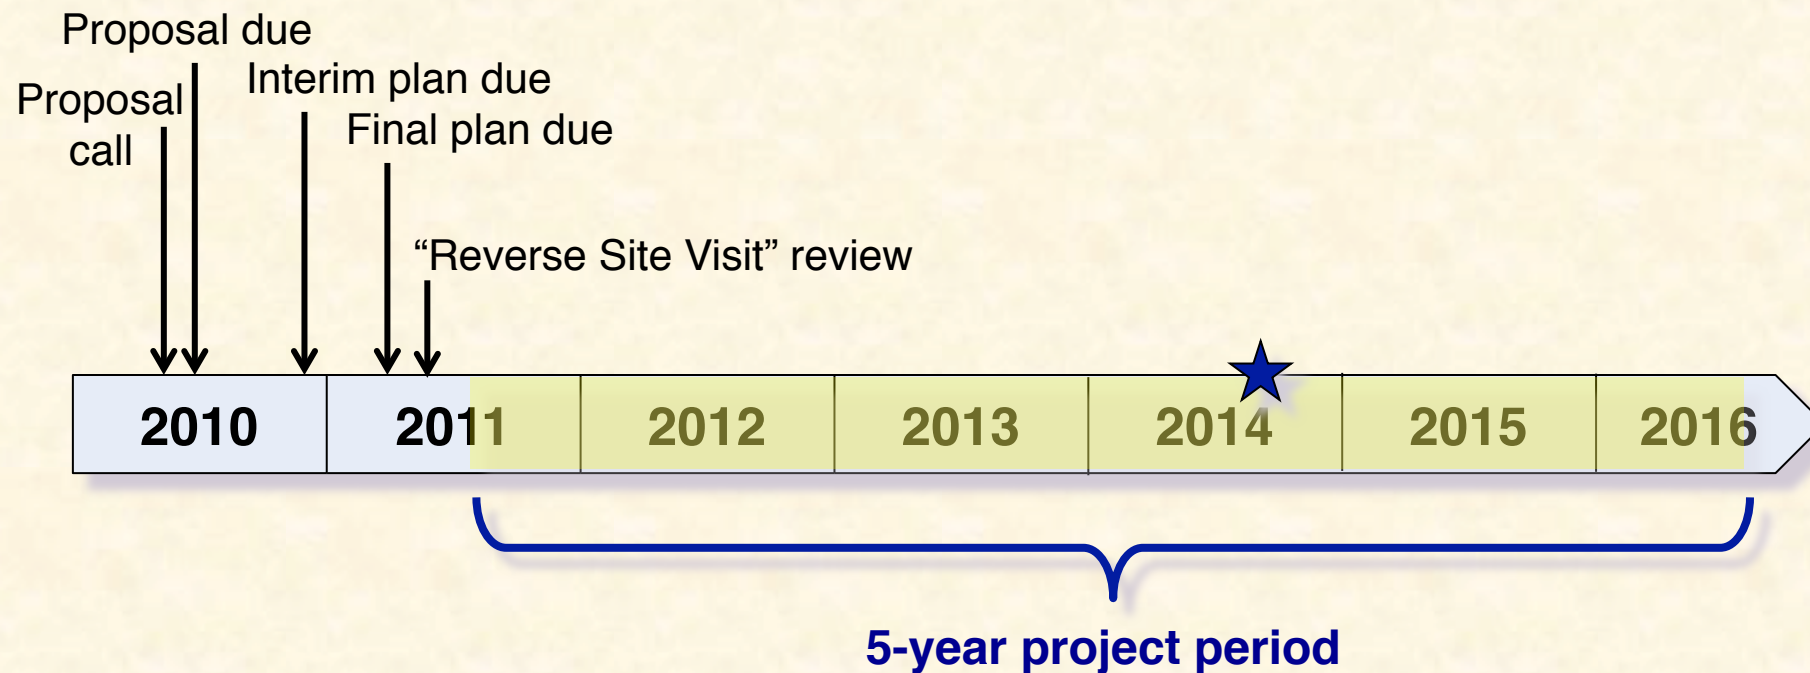 Proposal due
Interim plan due
Proposal
call
Final plan due
“Reverse Site Visit” review
2010 2011 2012 2013 2014 2015 2016
5-year project period